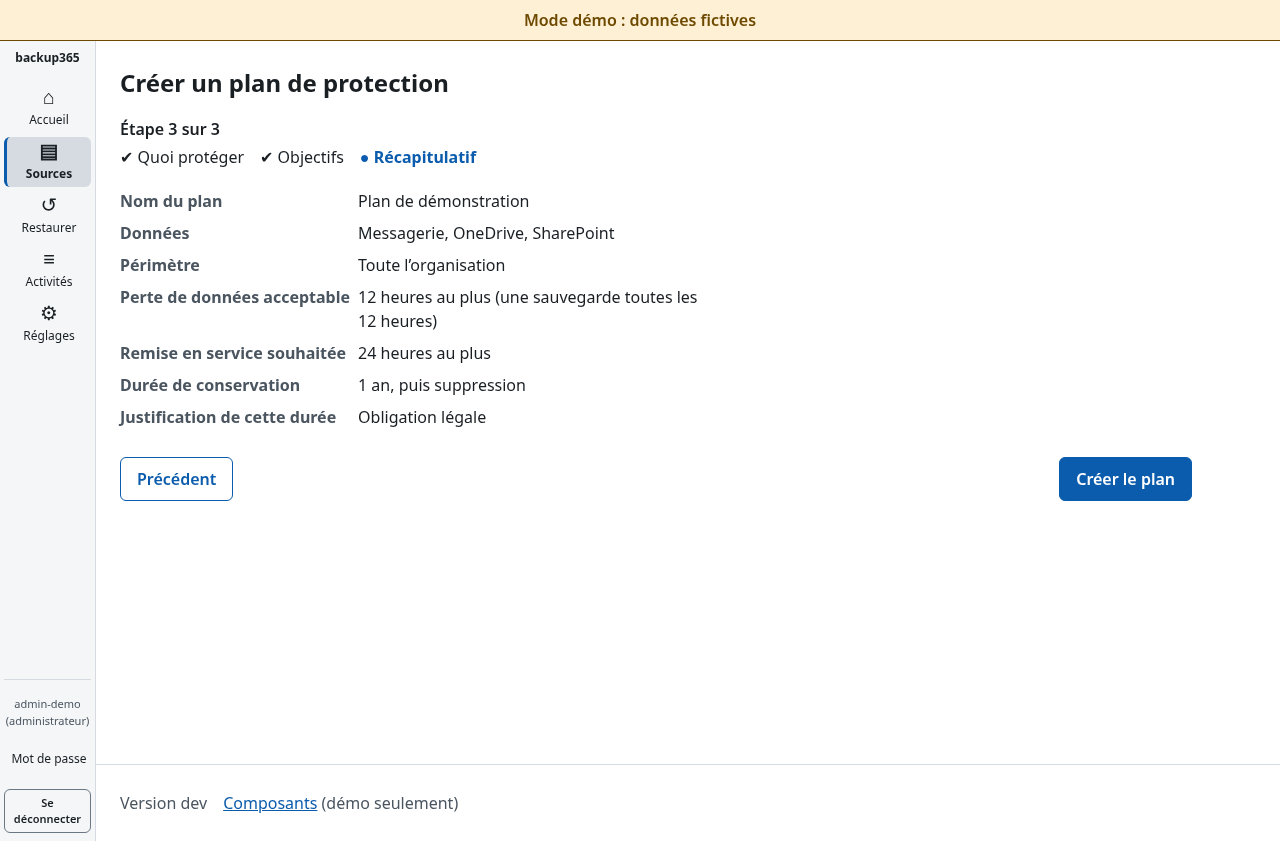 Mode démo : données fictives
backup365
⌂
Accueil
▤
Sources
↺
Restaurer
≡
Activités
⚙
Réglages
admin-demo
(administrateur)
Mot de passe
Se
déconnecter
Créer un plan de protection
Étape 3 sur 3
✔ Quoi protéger ✔ Objectifs ● Récapitulatif
Nom du plan Plan de démonstration
Données Messagerie, OneDrive, SharePoint
Périmètre Toute l’organisation
Perte de données acceptable 12 heures au plus (une sauvegarde toutes les
12 heures)
Remise en service souhaitée 24 heures au plus
Durée de conservation 1 an, puis suppression
Justification de cette durée Obligation légale
Précédent Créer le plan
Version dev Composants (démo seulement)